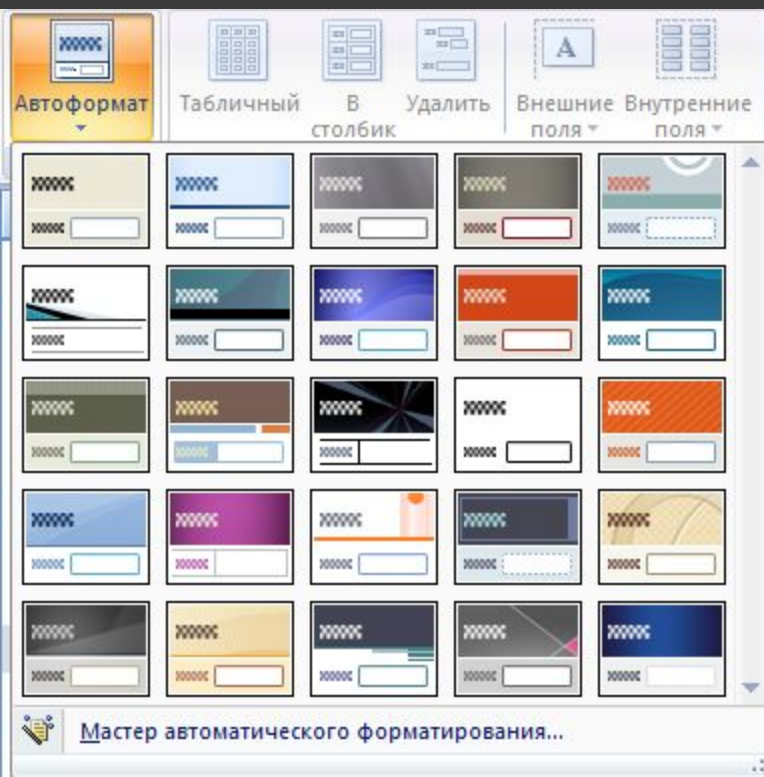 Автоформат
Табличный
В
столбик
Удалить
Внешние
поля
Внутренние
поля
A
Мастер автоматического форматирования...